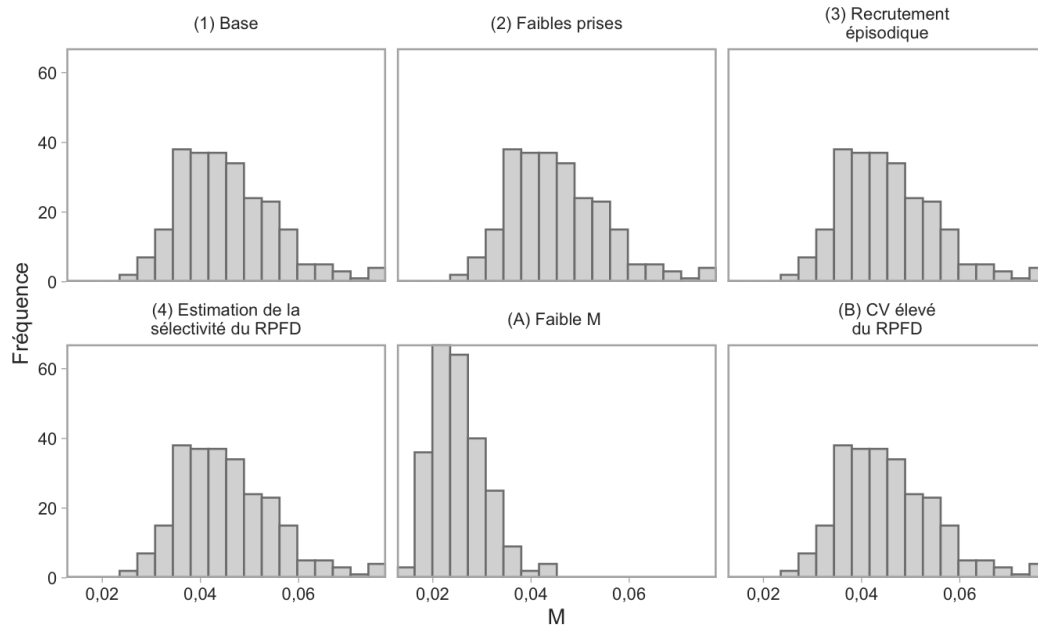 (1) Base
(2) Faibles prises
(3) Recrutement
épisodique
60
40
20
0
(4) Estimation de la
sélectivité du RPFD
(A) Faible M
(B) CV élevé
du RPFD
60
40
20
0
Fréquence
0,02
0,04
0,06
0,02
0,04
0,06
0,02
0,04
0,06
M